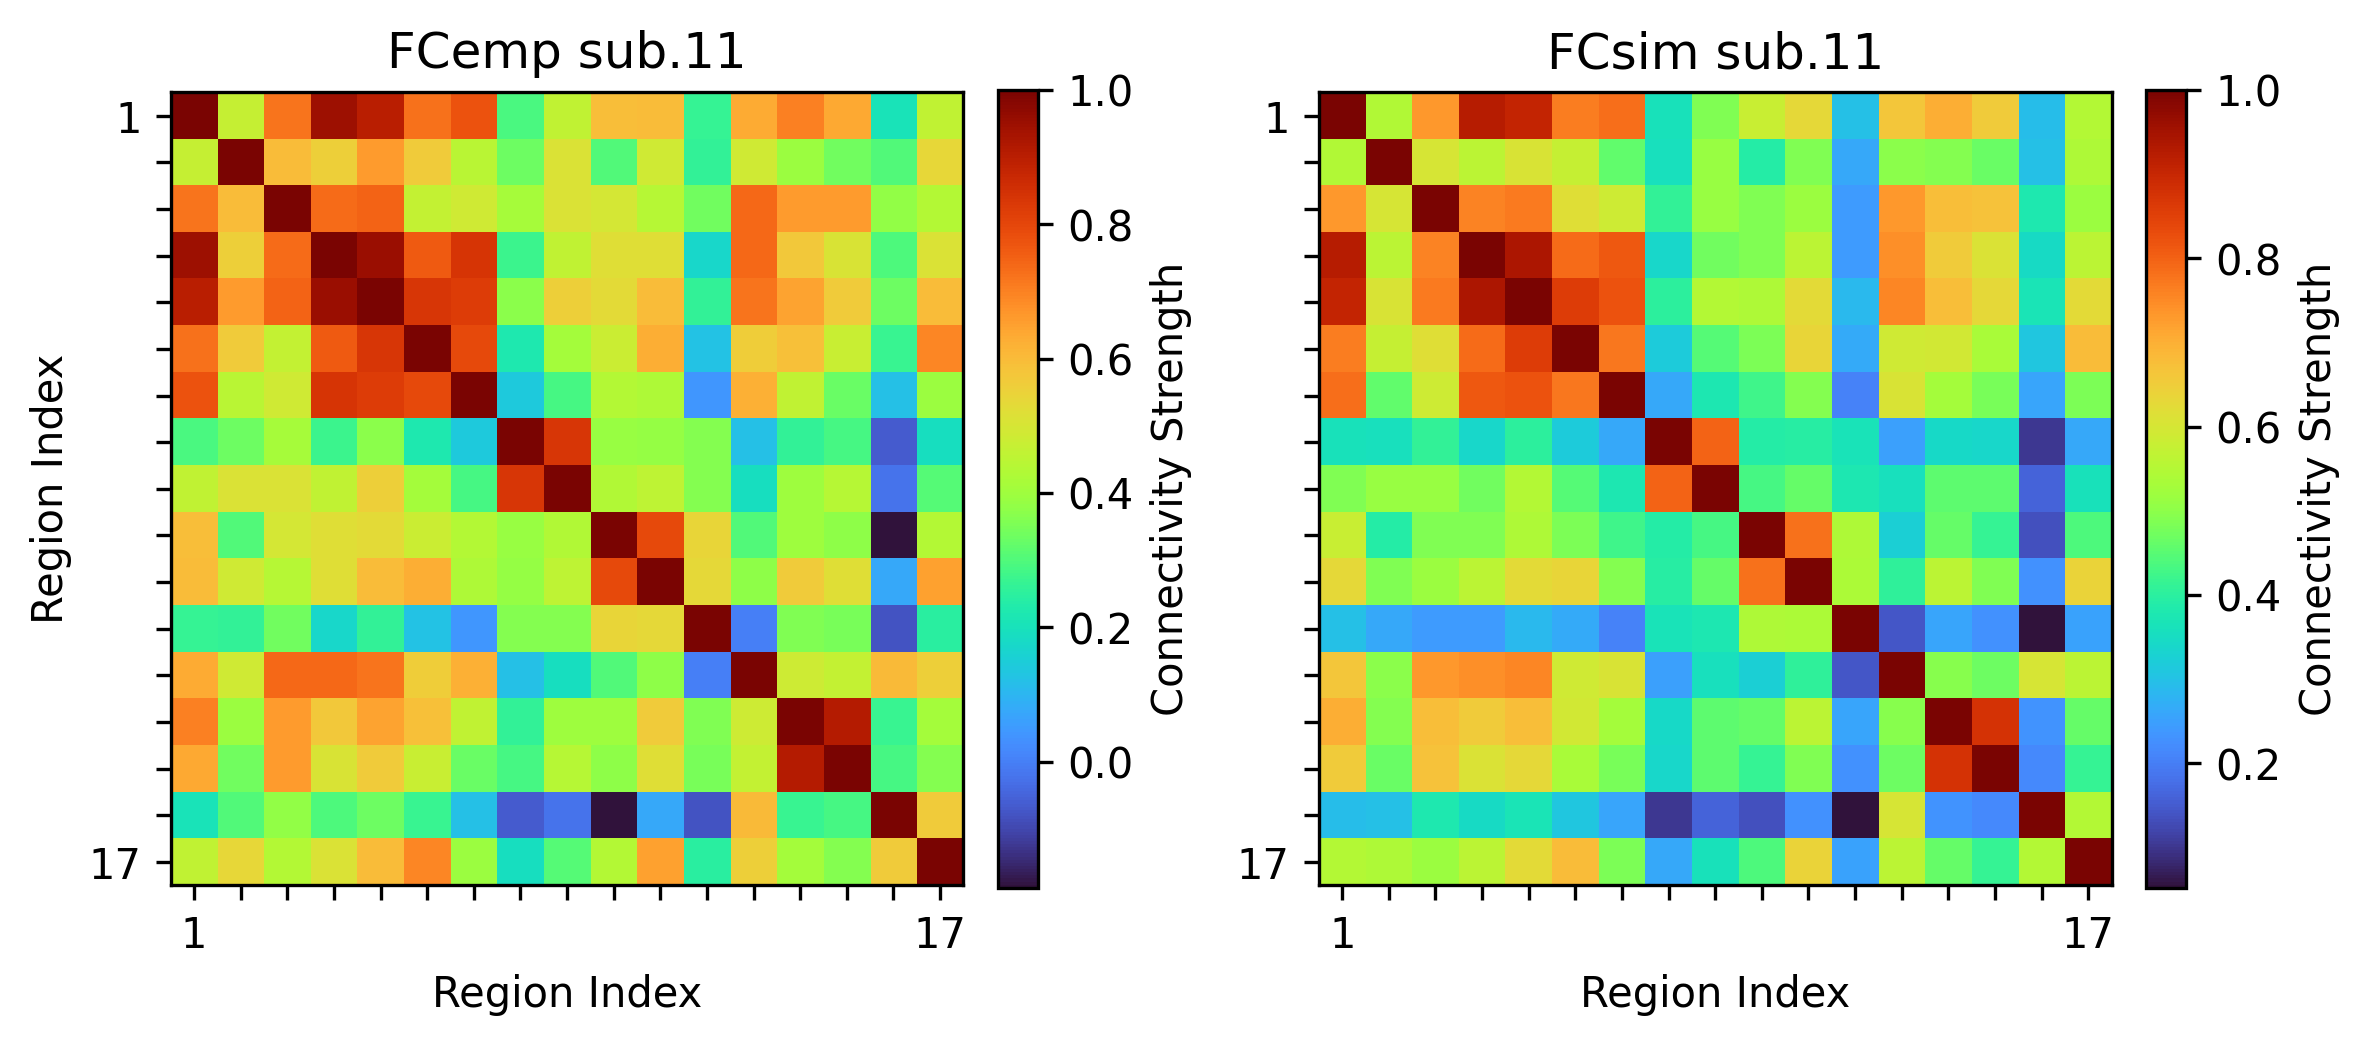 FCemp sub.11
1
17
1
17
Region Index
Region Index
1.0
0.8
0.6
0.4
0.2
0.0
Connectivity Strength
FCsim sub.11
1
17
1
17
Region Index
1.0
0.8
0.6
0.4
0.2
Connectivity Strength